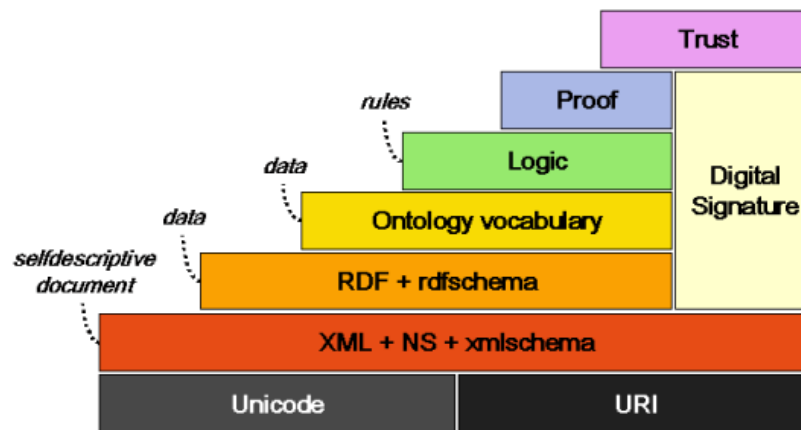 Trust
Proof
rules
Logic
Digital
Signature
data
Ontology vocabulary
data
RDF + rdfschema
selfdescriptive
document
XML + NS + xmlschema
Unicode
URI